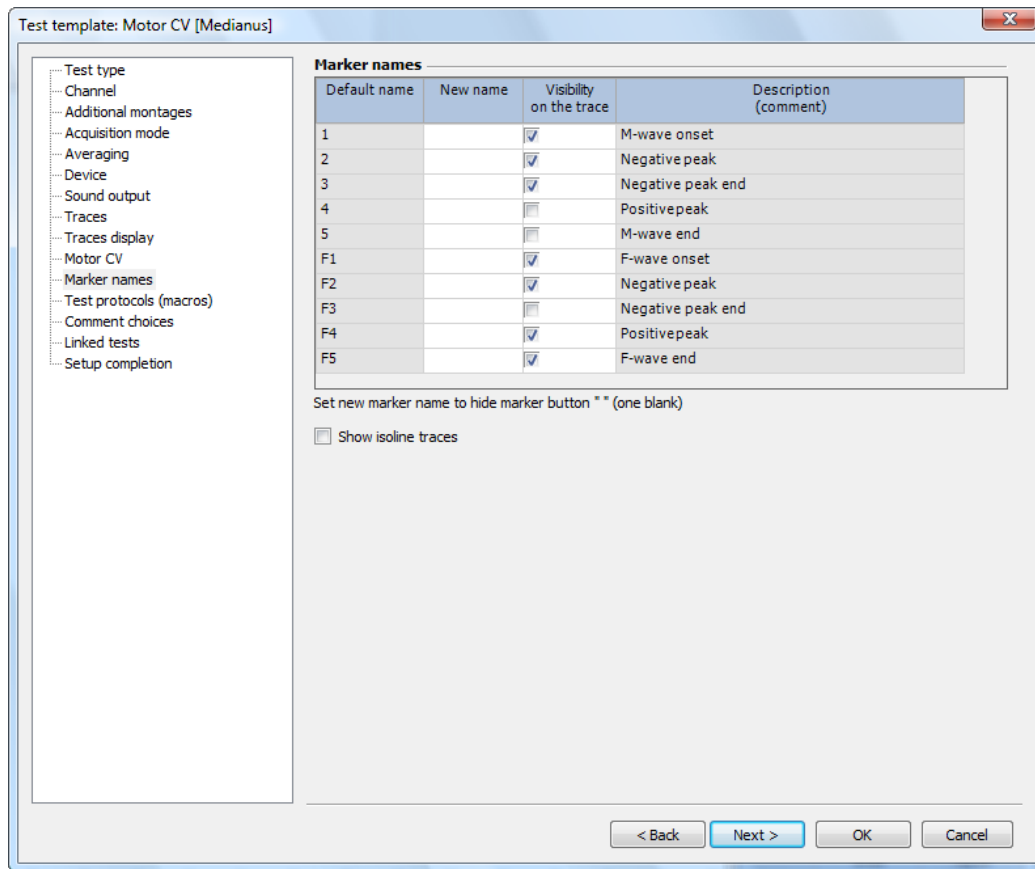 Test template: Motor CV [Medianus]
Test type
Channel
Additional montages
Acquisition mode
Averaging
Device
Sound output
Traces
Traces display
Motor CV
Marker names
Test protocols (macros)
Comment choices
Linked tests
Setup completion
Marker names
Default name New name Visibility on the trace Description (comment)
1 M-wave onset
2 Negative peak
3 Negative peak end
4 Positive peak
5 M-wave end
F1 F-wave onset
F2 Negative peak
F3 Negative peak end
F4 Positive peak
F5 F-wave end
Set new marker name to hide marker button " " (one blank)
Show isoline traces
< Back Next > OK Cancel